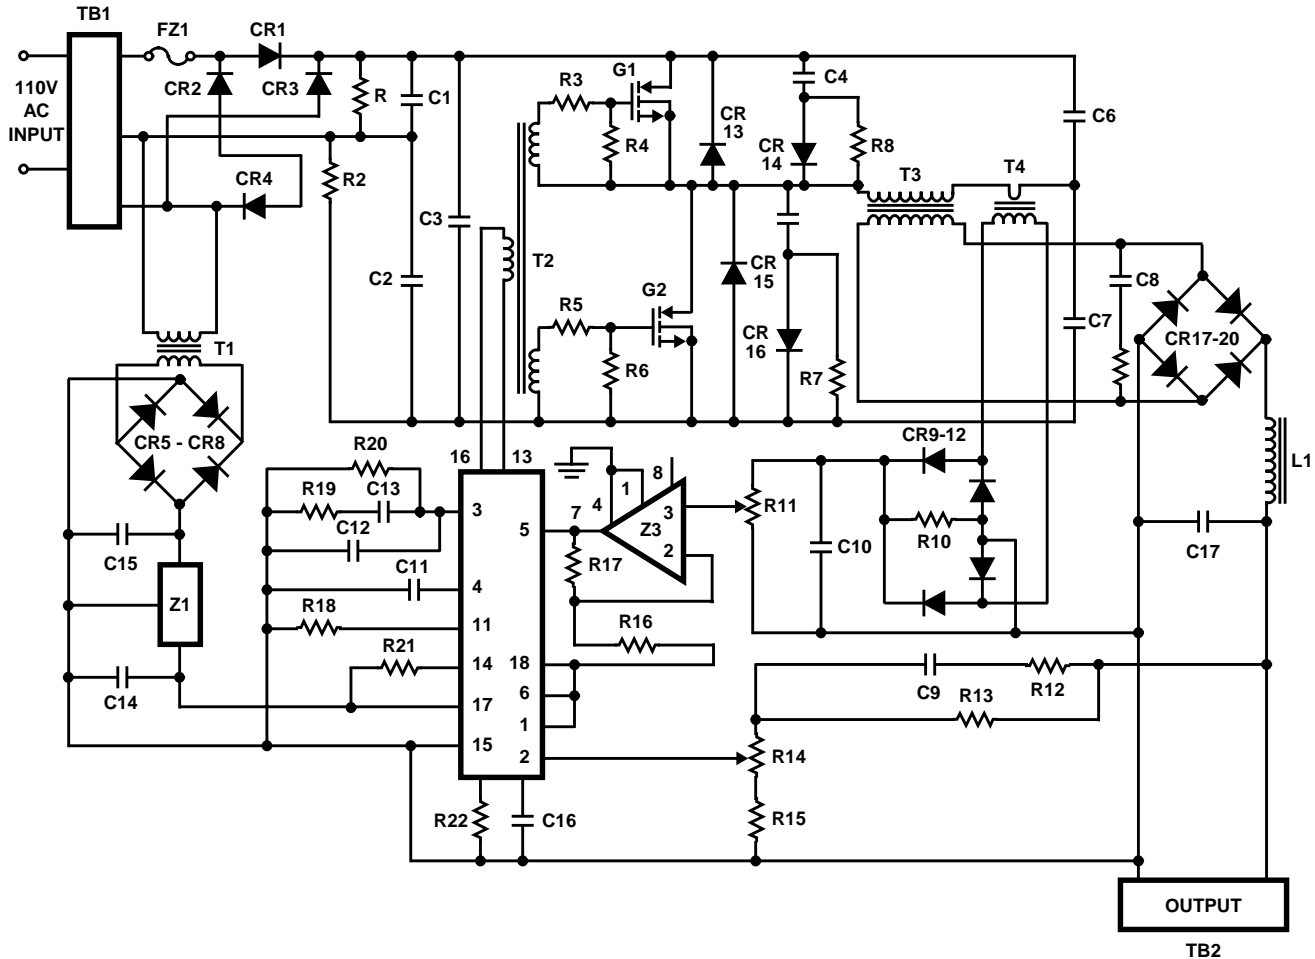 TB1
FZ1
CR1
CR2
CR3
R
C1
110V
AC
INPUT
CR4
R2
C3
C2
T1
R3
G1
R4
CR
13
CR
14
C4
R8
C6
T3
T4
T2
R5
G2
R6
CR
15
CR
16
R7
C8
C7
CR17-20
CR5 - CR8
R20
R19
C13
C12
C11
R18
R21
C15
Z1
C14
16
13
3
5
4
11
14
18
17
6
1
15
2
R22
C16
7
4
1
8
3
2
Z3
R17
R16
R11
C10
CR9-12
R10
L1
C17
C9
R12
R13
R14
R15
OUTPUT
TB2